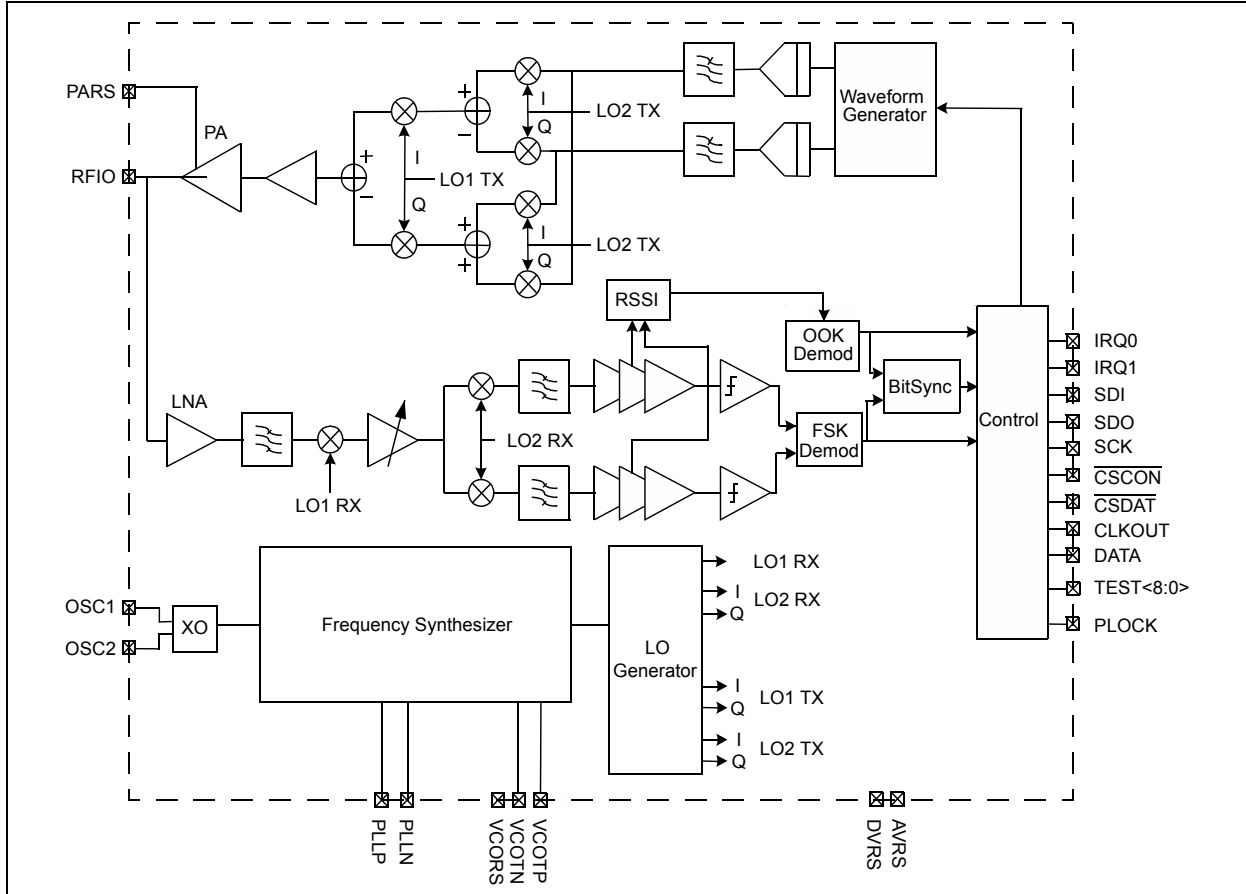 PARS
PA
RFIO
+
−
I
Q
LO1 TX
+
−
I
Q
LO2 TX
+
+
I
Q
LO2 TX
Waveform
Generator
RSSI
OOK
Demod
BitSync
FSK
Demod
Control
LNA
LO1 RX
LO2 RX
IRQ0
IRQ1
SDI
SDO
SCK
CSCON
CSDAT
CLKOUT
DATA
TEST<8:0>
PLOCK
OSC1
OSC2
XO
Frequency Synthesizer
LO
Generator
LO1 RX
I
Q
LO2 RX
I
Q
LO1 TX
I
Q
LO2 TX
PLLP
PLLN
VCORS
VCOTN
VCOTP
DVRS
AVRS